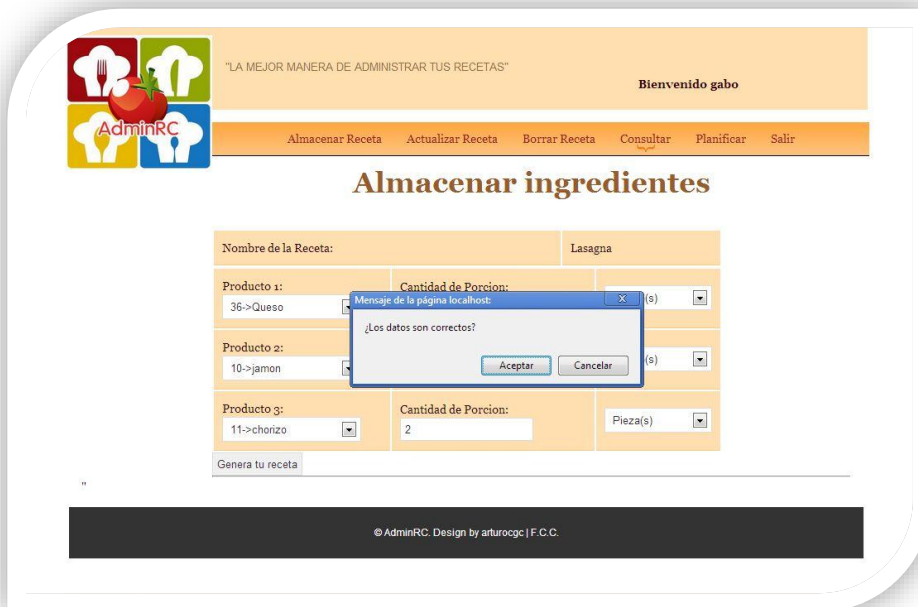 "LA MEJOR MANERA DE ADMINISTRAR TUS RECETAS"
Bienvenido gabo
AdminRC
Almacenar Receta Actualizar Receta Borrar Receta Consultar Planificar Salir
Almacenar ingredientes
Nombre de la Receta: Lasagna
Producto 1: Cantidad de Porcion:
36->Queso (s)
Mensaje de la página localhost: X
¿Los datos son correctos?
Aceptar Cancelar
Producto 2:
10->jamon (s)
Producto 3: Cantidad de Porcion:
11->chorizo 2 Pieza(s)
Genera tu receta
"
© AdminRC. Design by arturocgc | F.C.C.